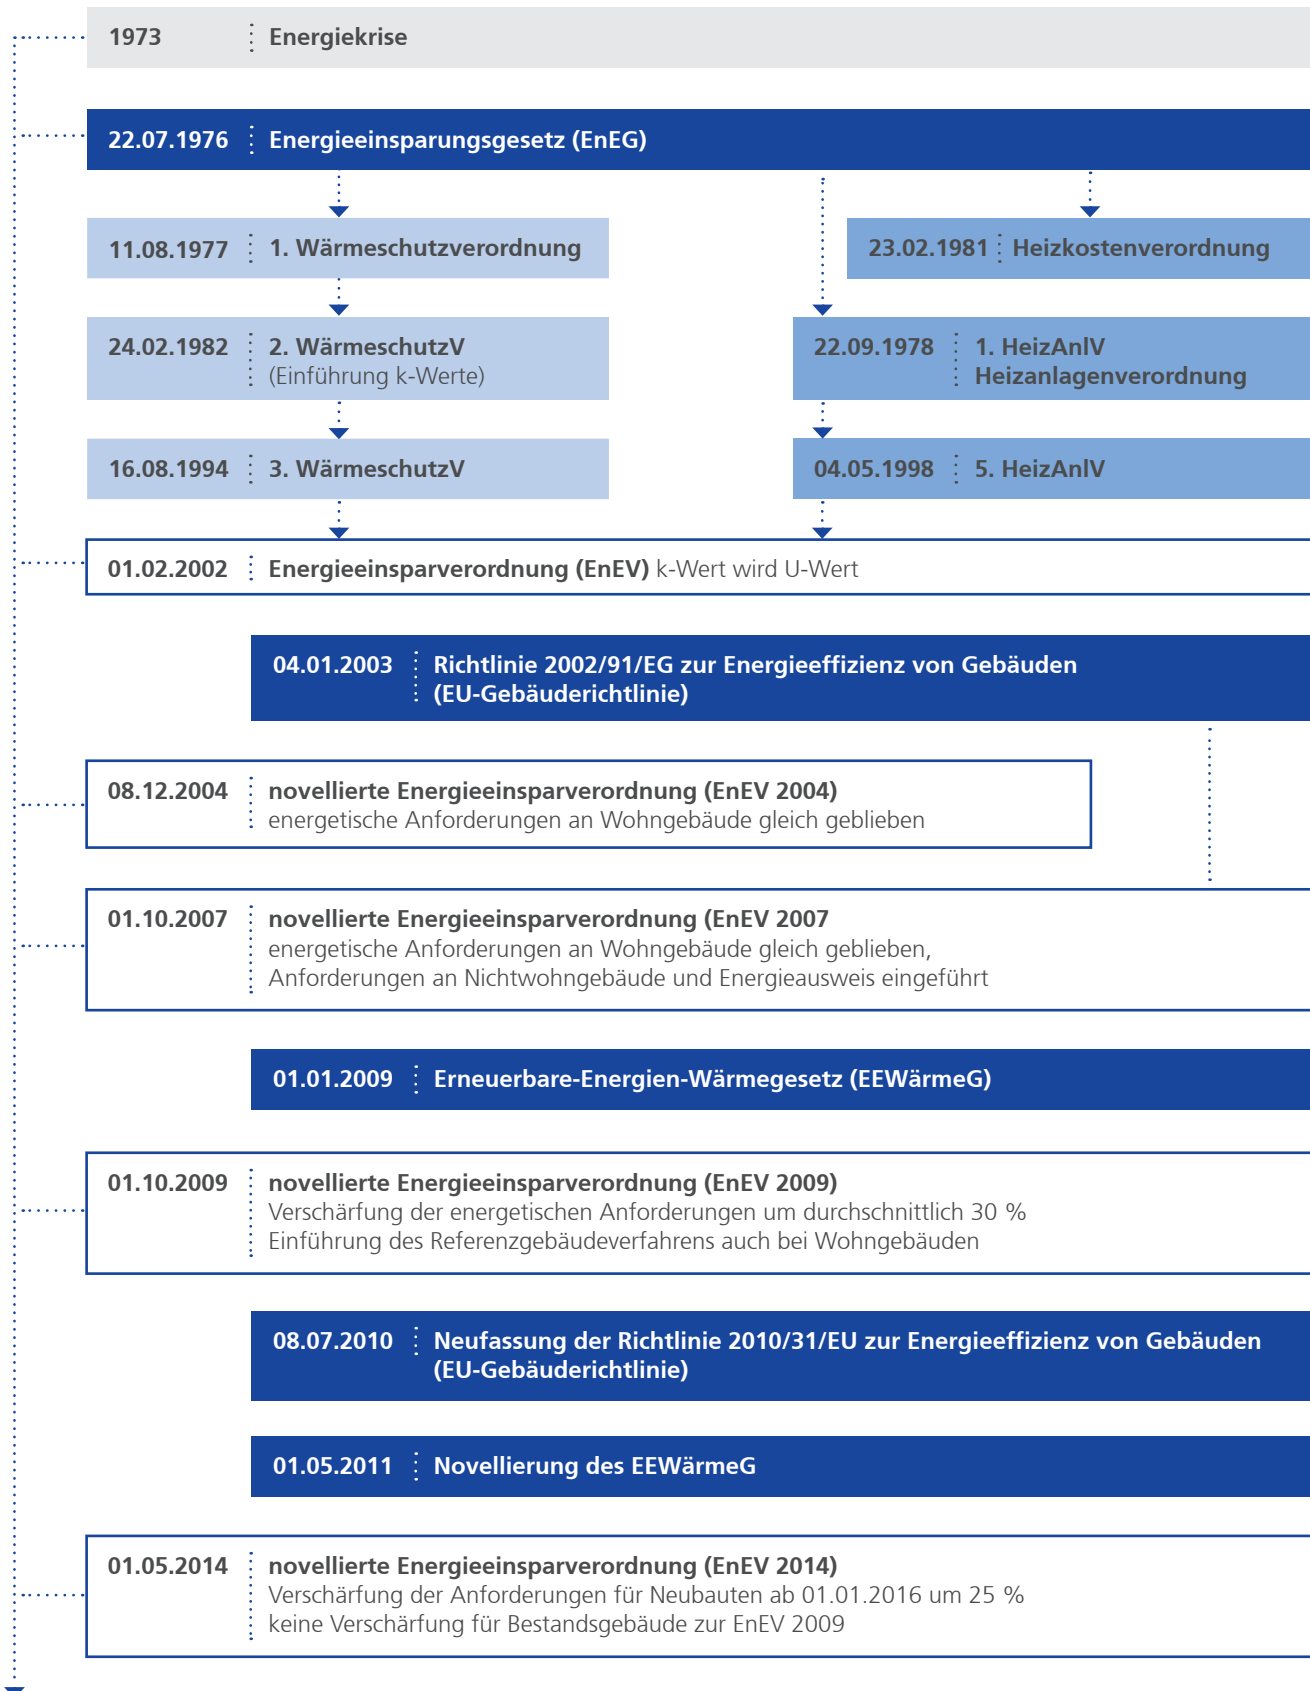 1973 Energiekrise
22.07.1976 Energieeinsparungsgesetz (EnEG)
11.08.1977 1. Wärmeschutzverordnung
23.02.1981 Heizkostenverordnung
24.02.1982 2. WärmeschutzV
(Einführung k-Werte)
22.09.1978 1. HeizAnlV
Heizanlagenverordnung
16.08.1994 3. WärmeschutzV
04.05.1998 5. HeizAnlV
01.02.2002 Energieeinsparverordnung (EnEV) k-Wert wird U-Wert
04.01.2003 Richtlinie 2002/91/EG zur Energieeffizienz von Gebäuden
(EU-Gebäuderichtlinie)
08.12.2004 novellierte Energieeinsparverordnung (EnEV 2004)
energetische Anforderungen an Wohngebäude gleich geblieben
01.10.2007 novellierte Energieeinsparverordnung (EnEV 2007
energetische Anforderungen an Wohngebäude gleich geblieben,
Anforderungen an Nichtwohngebäude und Energieausweis eingeführt
01.01.2009 Erneuerbare-Energien-Wärmegesetz (EEWärmeG)
01.10.2009 novellierte Energieeinsparverordnung (EnEV 2009)
Verschärfung der energetischen Anforderungen um durchschnittlich 30 %
Einführung des Referenzgebäudeverfahrens auch bei Wohngebäuden
08.07.2010 Neufassung der Richtlinie 2010/31/EU zur Energieeffizienz von Gebäuden
(EU-Gebäuderichtlinie)
01.05.2011 Novellierung des EEWärmeG
01.05.2014 novellierte Energieeinsparverordnung (EnEV 2014)
Verschärfung der Anforderungen für Neubauten ab 01.01.2016 um 25 %
keine Verschärfung für Bestandsgebäude zur EnEV 2009